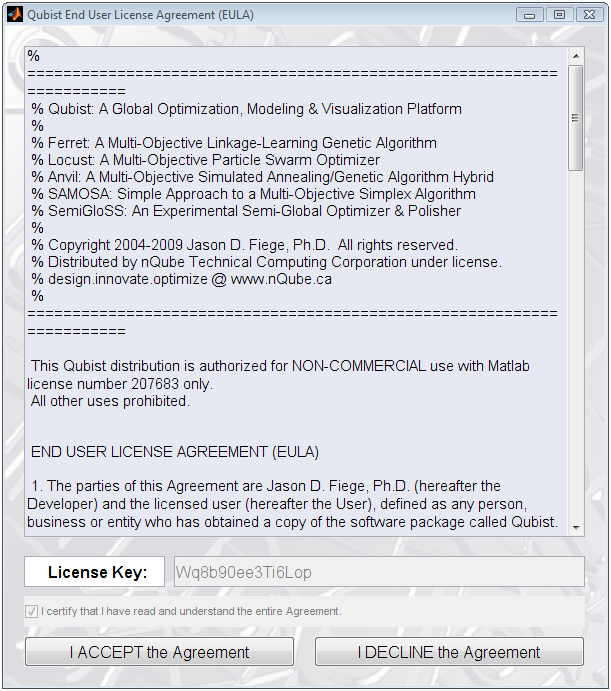 Qubist End User License Agreement (EULA)
%
===========================================================
===========
% Qubist: A Global Optimization, Modeling & Visualization Platform
%
% Ferret: A Multi-Objective Linkage-Learning Genetic Algorithm
% Locust: A Multi-Objective Particle Swarm Optimizer
% Anvil: A Multi-Objective Simulated Annealing/Genetic Algorithm Hybrid
% SAMOSA: Simple Approach to a Multi-Objective Simplex Algorithm
% SemiGloSS: An Experimental Semi-Global Optimizer & Polisher
%
% Copyright 2004-2009 Jason D. Fiege, Ph.D.  All rights reserved.
% Distributed by nQube Technical Computing Corporation under license.
% design.innovate.optimize @ www.nQube.ca
%
===========================================================
===========
This Qubist distribution is authorized for NON-COMMERCIAL use with Matlab
license number 207683 only.
All other uses prohibited.
END USER LICENSE AGREEMENT (EULA)
1. The parties of this Agreement are Jason D. Fiege, Ph.D. (hereafter the
Developer) and the licensed user (hereafter the User), defined as any person,
business or entity who has obtained a copy of the software package called Qubist.
License Key:
Wq8b90ee3Ti6Lop
I certify that I have read and understand the entire Agreement.
I ACCEPT the Agreement
I DECLINE the Agreement